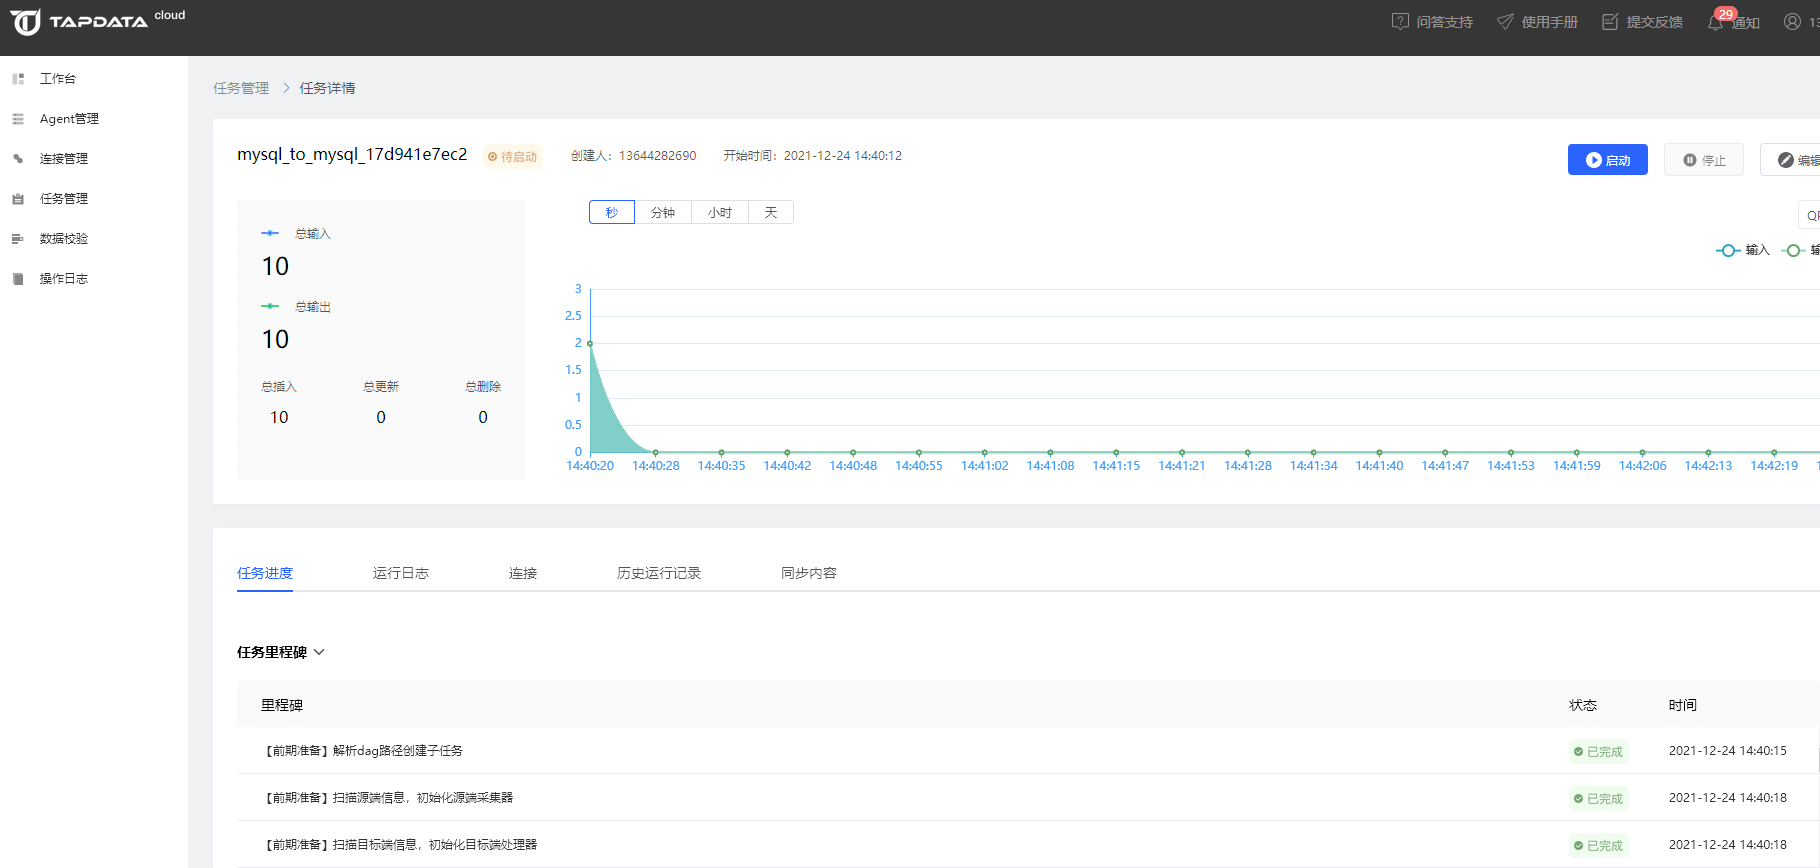 TAPDATA cloud
问答支持 使用手册 提交反馈 29 通知 13
工作台
Agent管理
连接管理
任务管理
数据校验
操作日志
任务管理 > 任务详情
mysql_to_mysql_17d941e7ec2 待启动 创建人：13644282690 开始时间：2021-12-24 14:40:12
启动 停止 编辑
总输入
10
总输出
10
总插入 总更新 总删除
10 0 0
秒 分钟 小时 天
输入
3
2.5
2
1.5
1
0.5
0
14:40:20 14:40:28 14:40:35 14:40:42 14:40:48 14:40:55 14:41:02 14:41:08 14:41:15 14:41:21 14:41:28 14:41:34 14:41:40 14:41:47 14:41:53 14:41:59 14:42:06 14:42:13 14:42:19
任务进度 运行日志 连接 历史运行记录 同步内容
任务里程碑
里程碑 状态 时间
【前期准备】解析dag路径创建子任务 已完成 2021-12-24 14:40:15
【前期准备】扫描源端信息，初始化源端采集器 已完成 2021-12-24 14:40:18
【前期准备】扫描目标端信息，初始化目标端处理器 已完成 2021-12-24 14:40:18